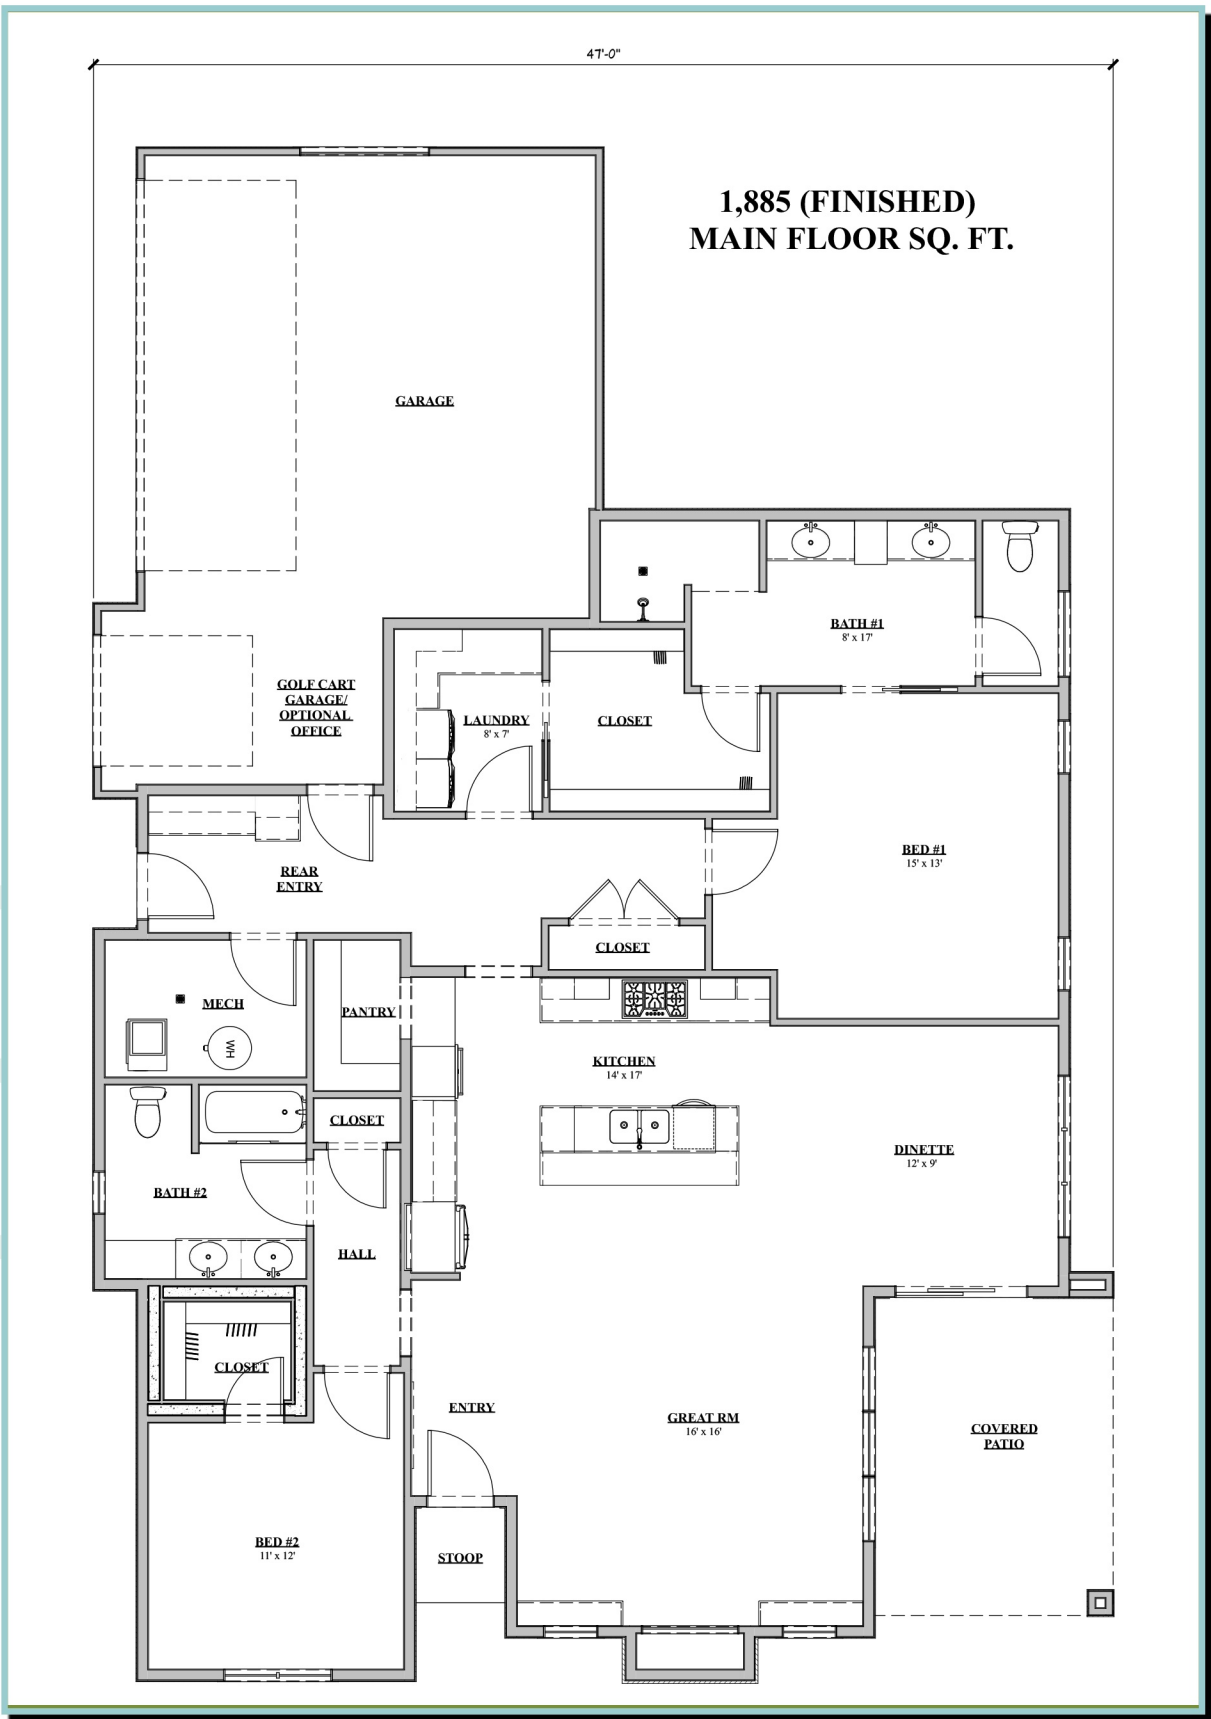 47'-0"
1,885 (FINISHED)
MAIN FLOOR SQ. FT.
GARAGE
BATH #1
8' x 17'
GOLF CART
GARAGE/
OPTIONAL
OFFICE
LAUNDRY
8' x 7'
CLOSET
BED #1
15' x 13'
REAR
ENTRY
CLOSET
MECH
PANTRY
WH
KITCHEN
14' x 17'
CLOSET
DINETTE
12' x 9'
BATH #2
HALL
CLOSET
ENTRY
GREAT RM
16' x 16'
COVERED
PATIO
BED #2
11' x 12'
STOOP